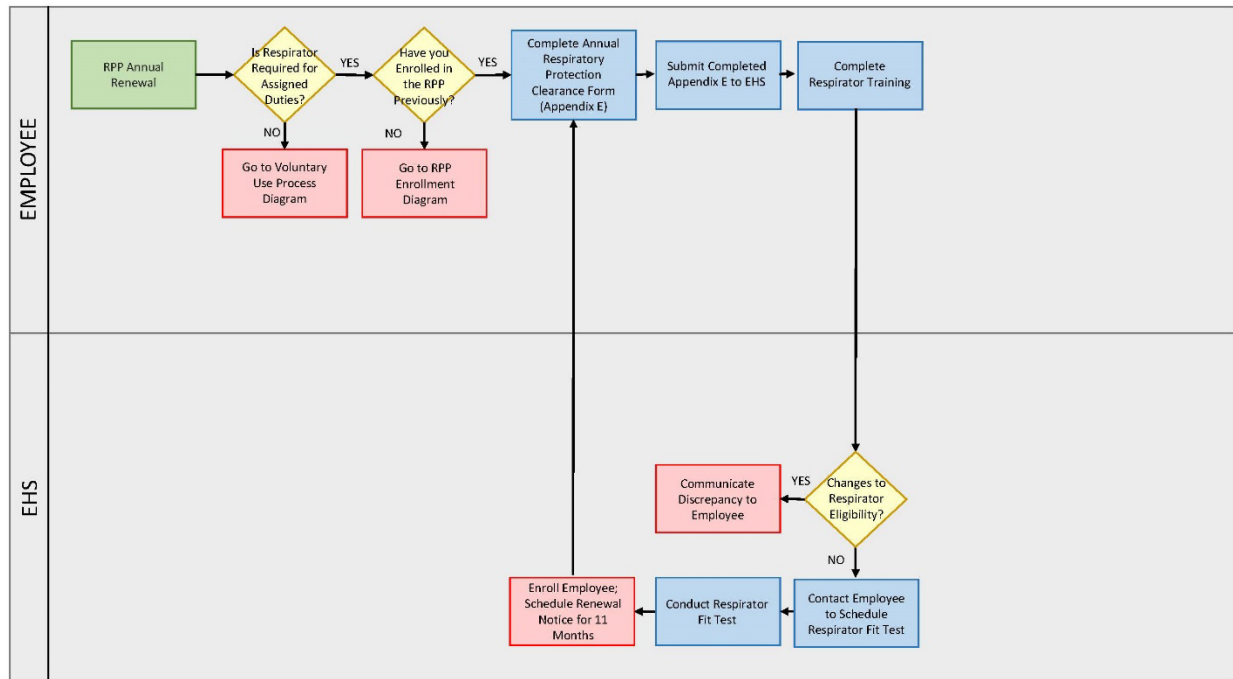 EMPLOYEE
RPP Annual
Renewal
Is Respirator
Required for
Assigned
Duties?
YES
NO
Go to Voluntary
Use Process
Diagram
Have you
Enrolled in
the RPP
Previously?
YES
NO
Go to RPP
Enrollment
Diagram
Complete Annual
Respiratory
Protection
Clearance Form
(Appendix E)
Submit Completed
Appendix E to EHS
Complete
Respirator Training
EHS
Changes to
Respirator
Eligibility?
YES
Communicate
Discrepancy to
Employee
NO
Contact Employee
to Schedule
Respirator Fit Test
Conduct Respirator
Fit Test
Enroll Employee;
Schedule Renewal
Notice for 11
Months